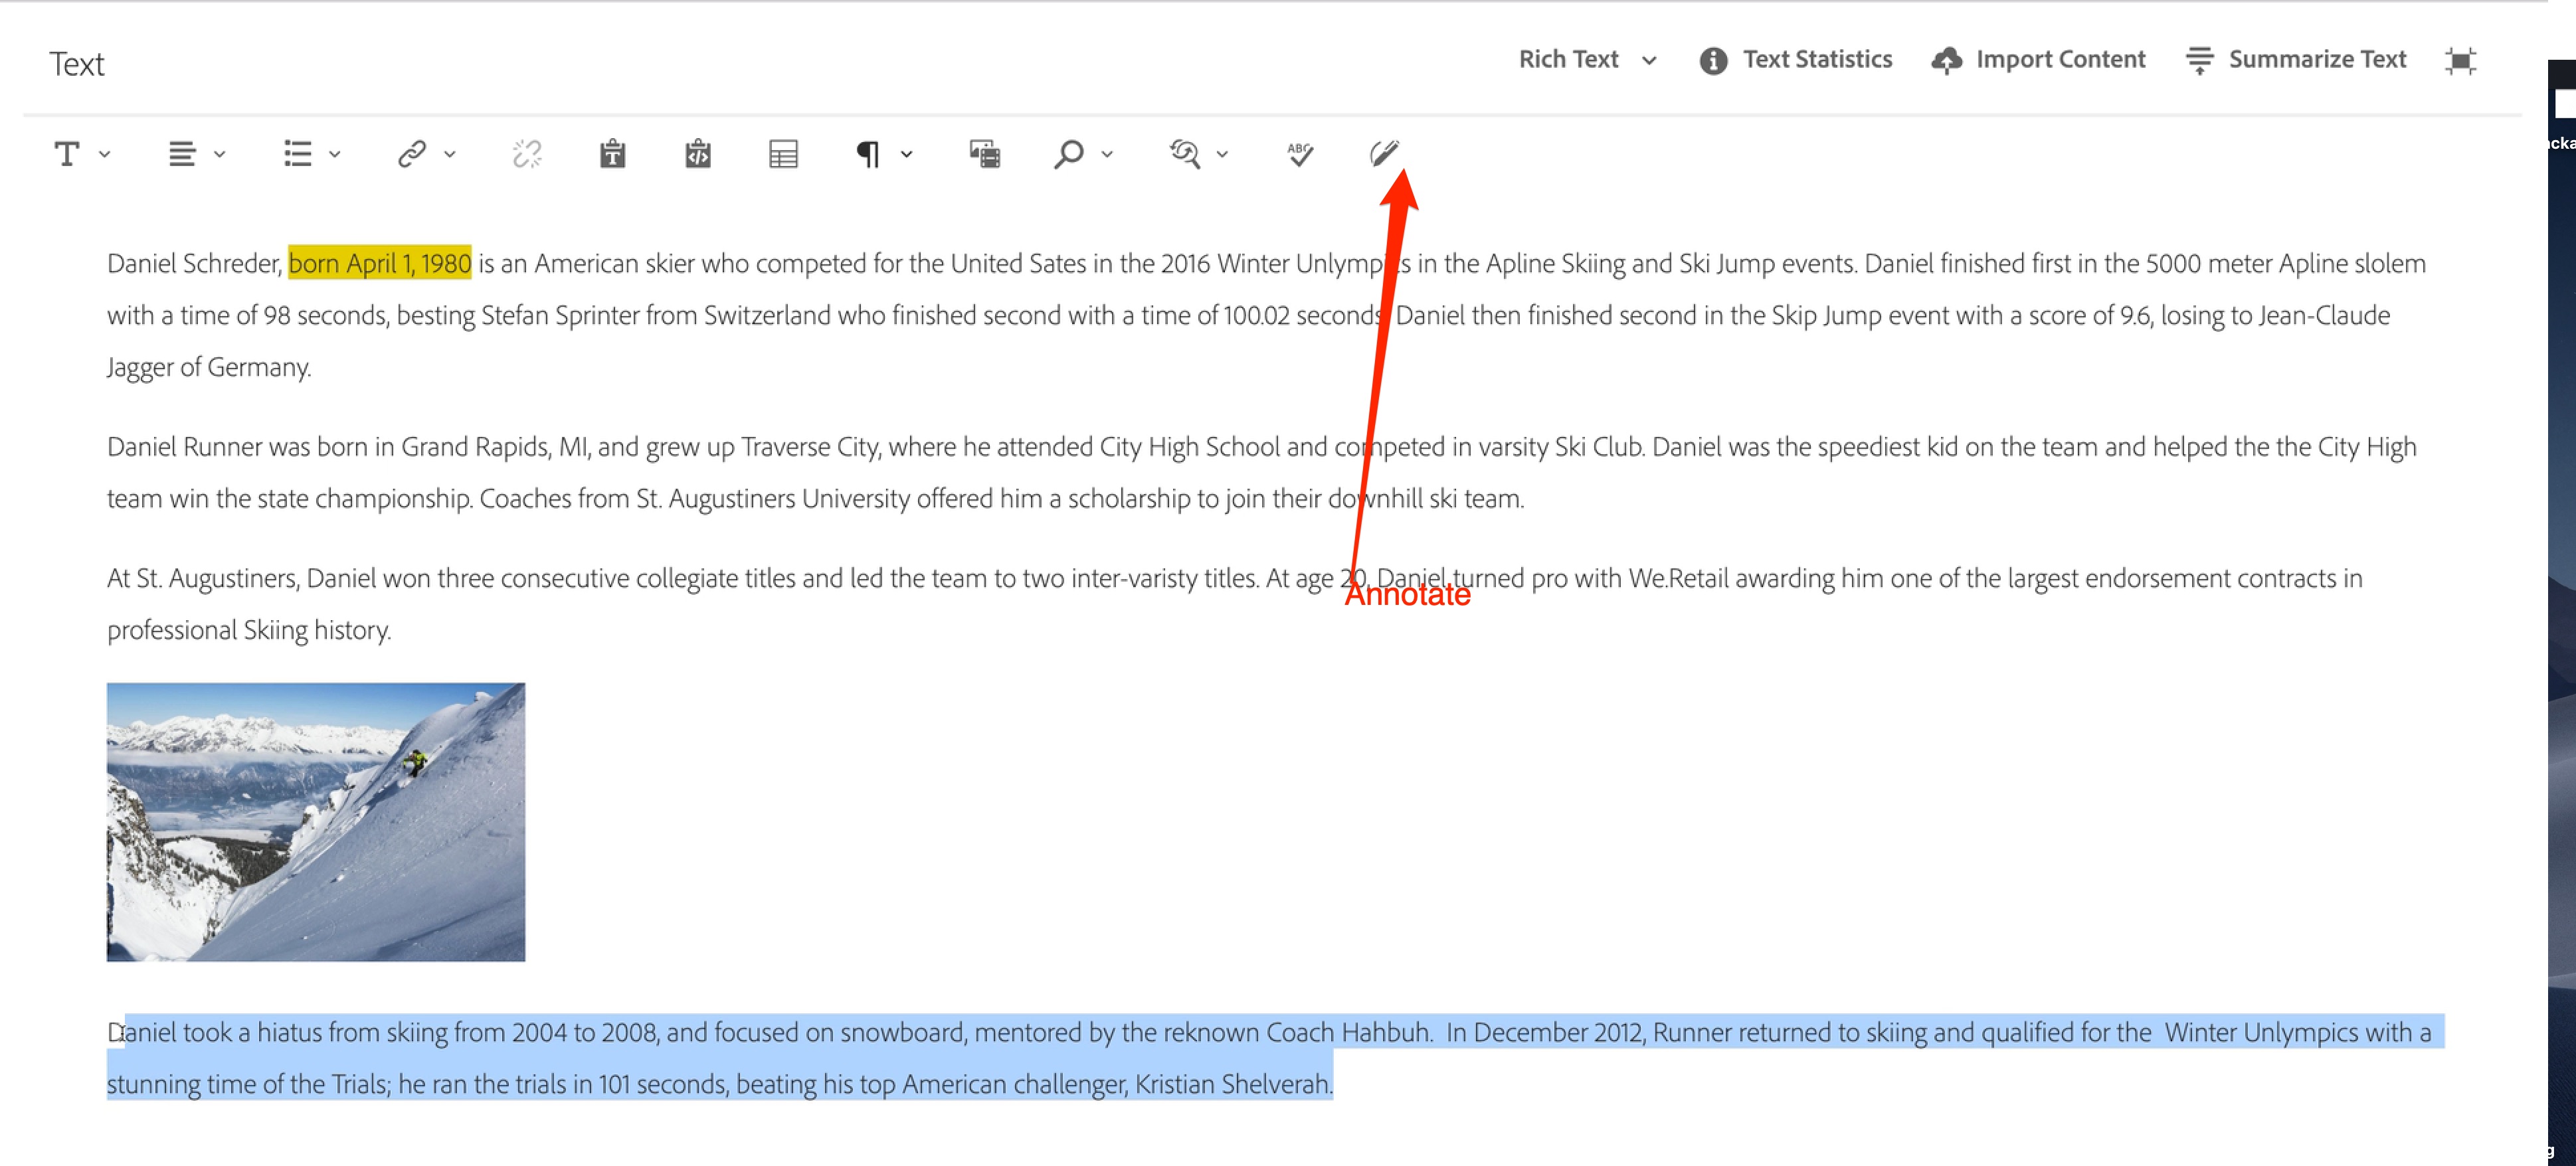 Text
Rich Text
Text Statistics
Import Content
Summarize Text
T
ABC
Daniel Schreder, born April 1, 1980 is an American skier who competed for the United Sates in the 2016 Winter Unlympics in the Apline Skiing and Ski Jump events. Daniel finished first in the 5000 meter Apline slolem
with a time of 98 seconds, besting Stefan Sprinter from Switzerland who finished second with a time of 100.02 seconds. Daniel then finished second in the Skip Jump event with a score of 9.6, losing to Jean-Claude
Jagger of Germany.
Daniel Runner was born in Grand Rapids, MI, and grew up Traverse City, where he attended City High School and competed in varsity Ski Club. Daniel was the speediest kid on the team and helped the the City High
team win the state championship. Coaches from St. Augustiners University offered him a scholarship to join their downhill ski team.
At St. Augustiners, Daniel won three consecutive collegiate titles and led the team to two inter-varisty titles. At age 20, Daniel turned pro with We.Retail awarding him one of the largest endorsement contracts in
professional Skiing history.
Annotate
Daniel took a hiatus from skiing from 2004 to 2008, and focused on snowboard, mentored by the reknown Coach Hahbuh.  In December 2012, Runner returned to skiing and qualified for the  Winter Unlympics with a
stunning time of the Trials; he ran the trials in 101 seconds, beating his top American challenger, Kristian Shelverah.